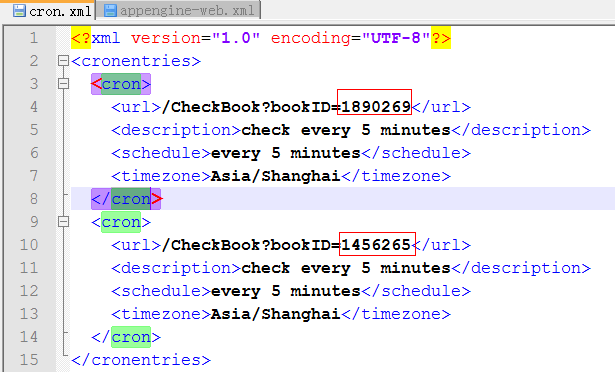 cron.xml appengine-web.xml
1 <?xml version="1.0" encoding="UTF-8"?>
2 <cronentries>
3 <cron>
4 <url>/CheckBook?bookID=1890269</url>
5 <description>check every 5 minutes</description>
6 <schedule>every 5 minutes</schedule>
7 <timezone>Asia/Shanghai</timezone>
8 </cron>
9 <cron>
10 <url>/CheckBook?bookID=1456265</url>
11 <description>check every 5 minutes</description>
12 <schedule>every 5 minutes</schedule>
13 <timezone>Asia/Shanghai</timezone>
14 </cron>
15 </cronentries>